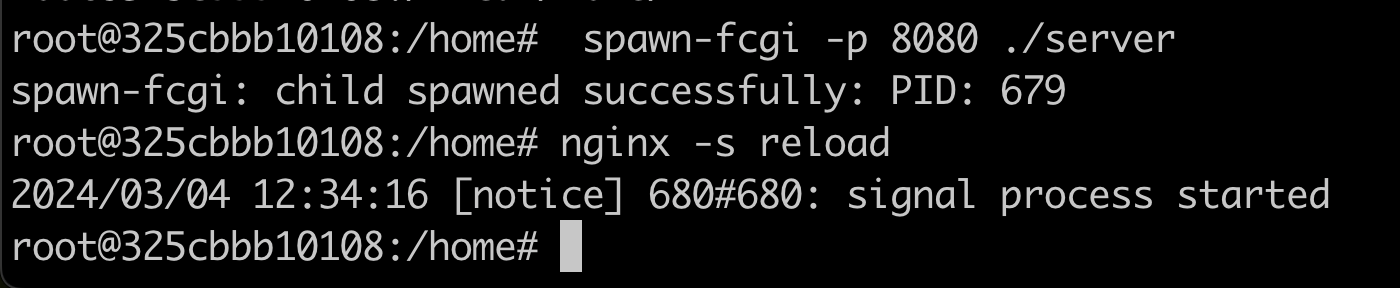 root@325cbbb10108:/home#  spawn-fcgi -p 8080 ./server
spawn-fcgi: child spawned successfully: PID: 679
root@325cbbb10108:/home# nginx -s reload
2024/03/04 12:34:16 [notice] 680#680: signal process started
root@325cbbb10108:/home#